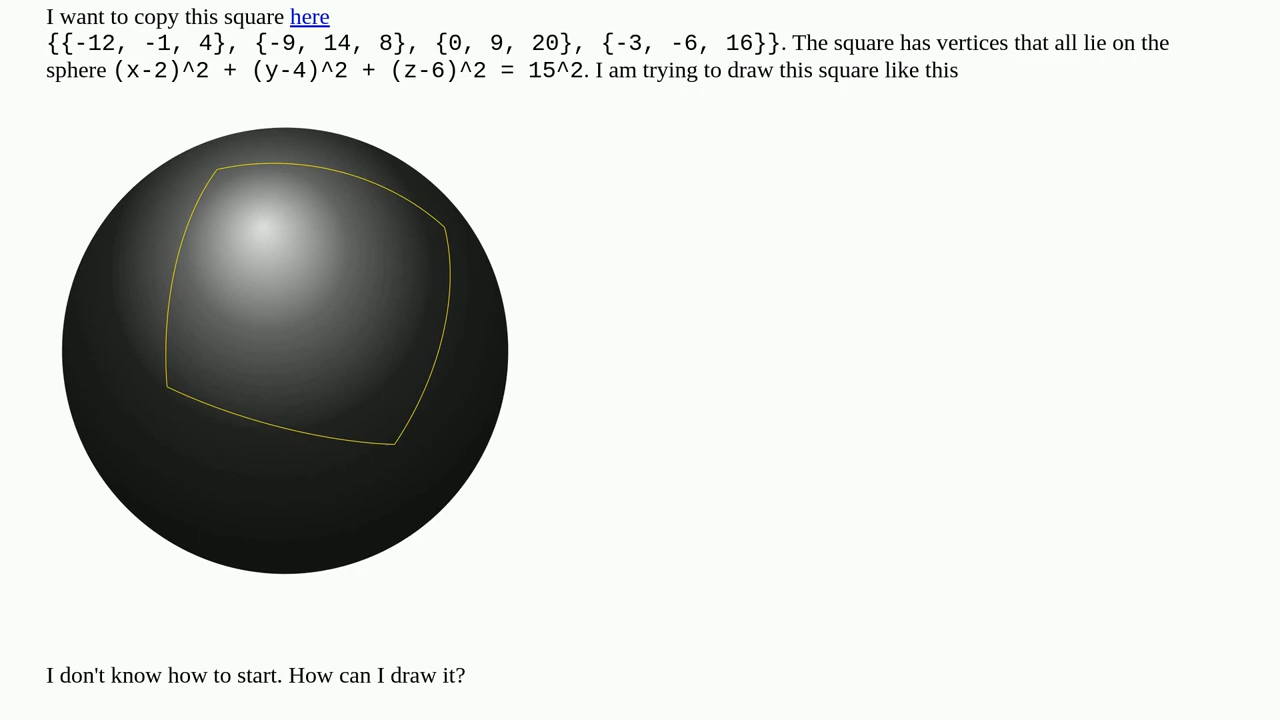 I want to copy this square here
{{-12, -1, 4}, {-9, 14, 8}, {0, 9, 20}, {-3, -6, 16}}. The square has vertices that all lie on the
sphere (x-2)^2 + (y-4)^2 + (z-6)^2 = 15^2. I am trying to draw this square like this
I don't know how to start. How can I draw it?